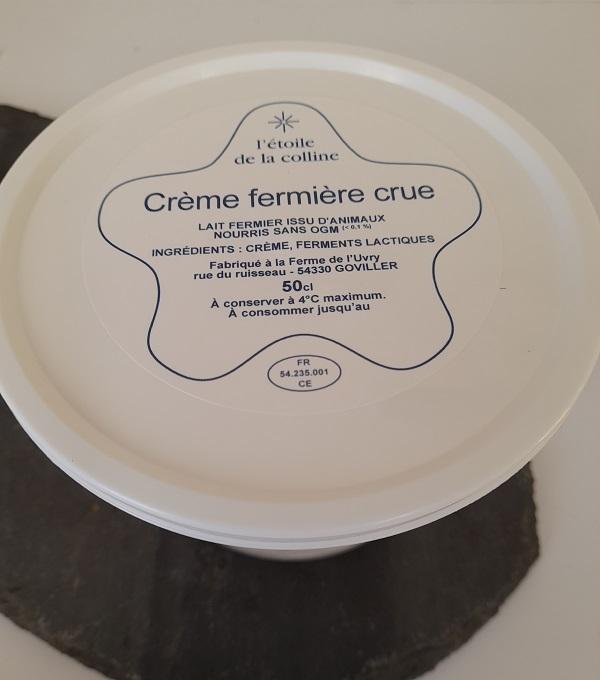 l'étoile
de la colline
Crème fermière crue
LAIT FERMIER ISSU D'ANIMAUX
NOURRIS SANS OGM (< 0,1 %)
INGRÉDIENTS : CRÈME, FERMENTS LACTIQUES
Fabriqué à la Ferme de l'Uvry
rue du ruisseau - 54330 GOVILLER
50cl
À conserver à 4°C maximum.
À consommer jusqu'au
FR
54.235.001
CE